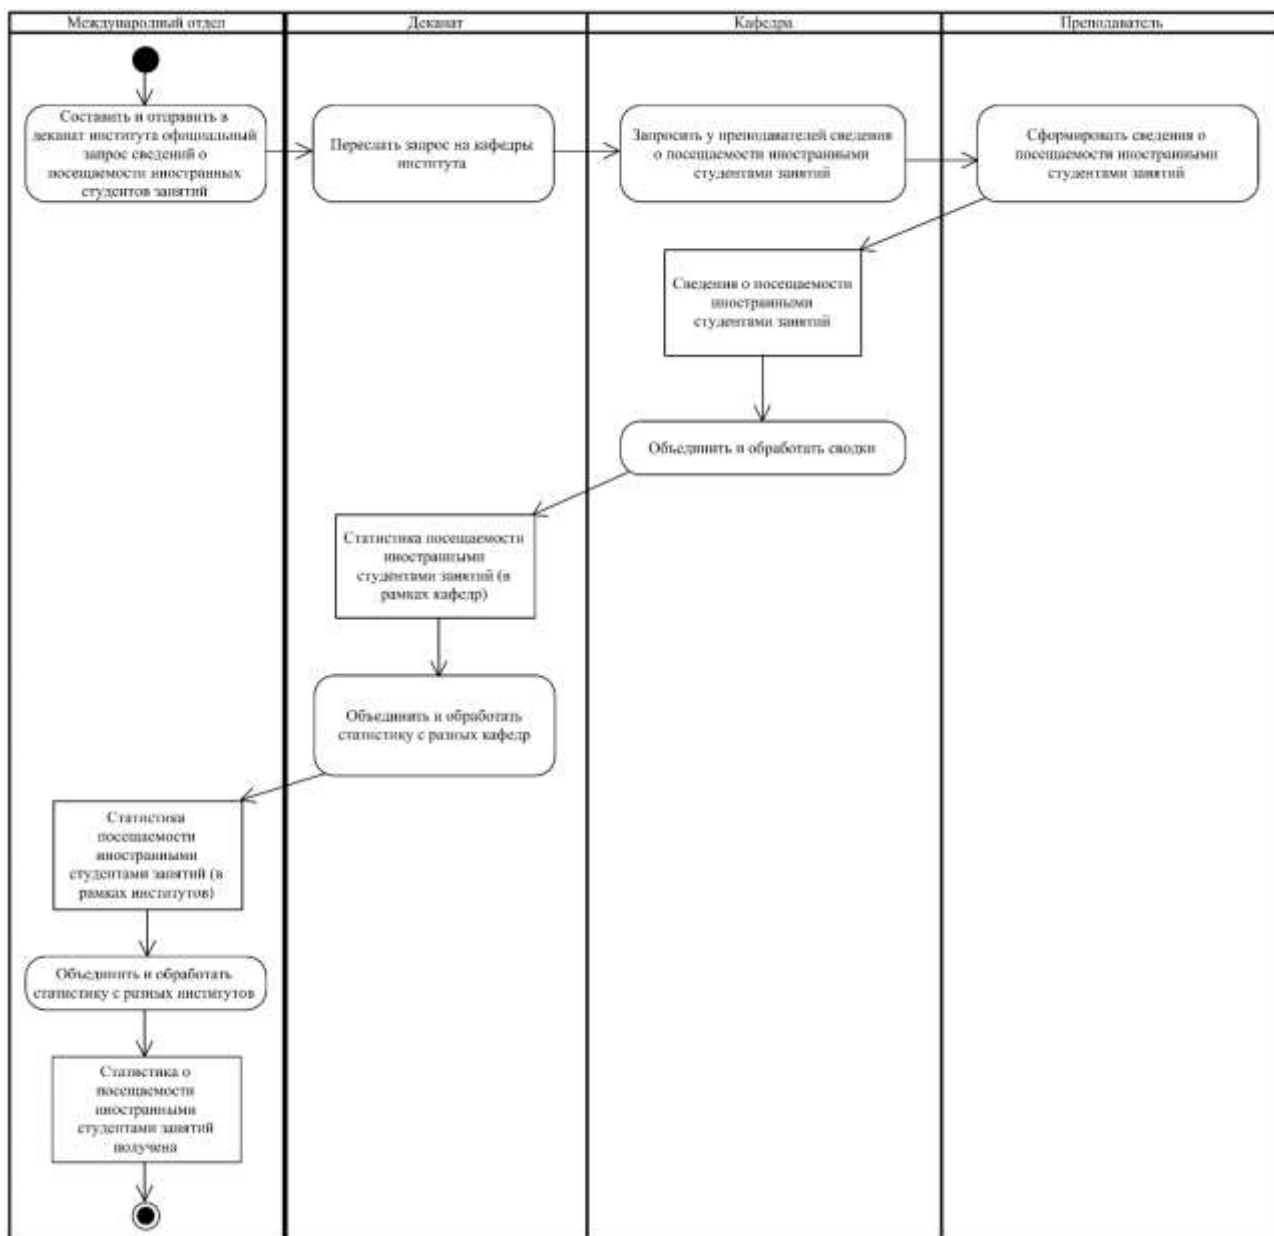 Международный отдел
Деканат
Кафедра
Преподаватель
Составить и отправить в
деканат института официальный
запрос сведений о
посещаемости иностранных
студентов занятий
Переслать запрос на кафедры
института
Запросить у преподавателей сведения
о посещаемости иностранными
студентами занятий
Сформировать сведения о
посещаемости иностранными
студентами занятий
Сведения о посещаемости
иностранными
студентами занятий
Объединить и обработать сводки
Статистика посещаемости
иностранными
студентами занятий (в
рамках кафедр)
Объединить и обработать
статистику с разных кафедр
Статистика
посещаемости
иностранными
студентами занятий (в
рамках институтов)
Объединить и обработать
статистику с разных институтов
Статистика о
посещаемости
иностранными
студентами занятий
получена